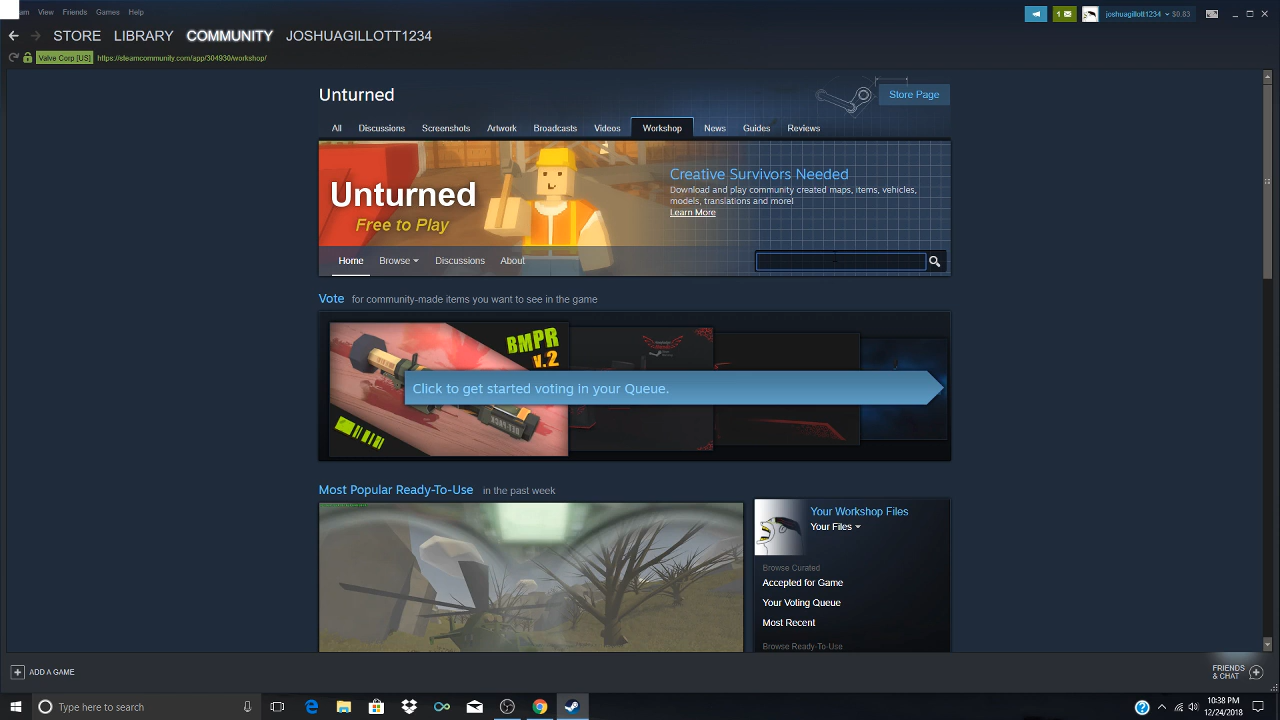 View Friends Games Help
1
joshuagillott1234 $0.83
STORE LIBRARY COMMUNITY JOSHUAGILLOTT1234
Valve Corp [US] https://steamcommunity.com/app/304930/workshop/
Unturned
Store Page
All Discussions Screenshots Artwork Broadcasts Videos Workshop News Guides Reviews
Unturned
Free to Play
Creative Survivors Needed
Download and play community created maps, items, vehicles,
models, translations and more!
Learn More
Home Browse Discussions About
Vote for community-made items you want to see in the game
BMPR
v.2
Click to get started voting in your Queue.
Most Popular Ready-To-Use in the past week
Your Workshop Files
Your Files
Browse Curated
Accepted for Game
Your Voting Queue
Most Recent
Browse Ready-To-Use
ADD A GAME
FRIENDS
& CHAT
Type here to search
10:38 PM
12/24/2018